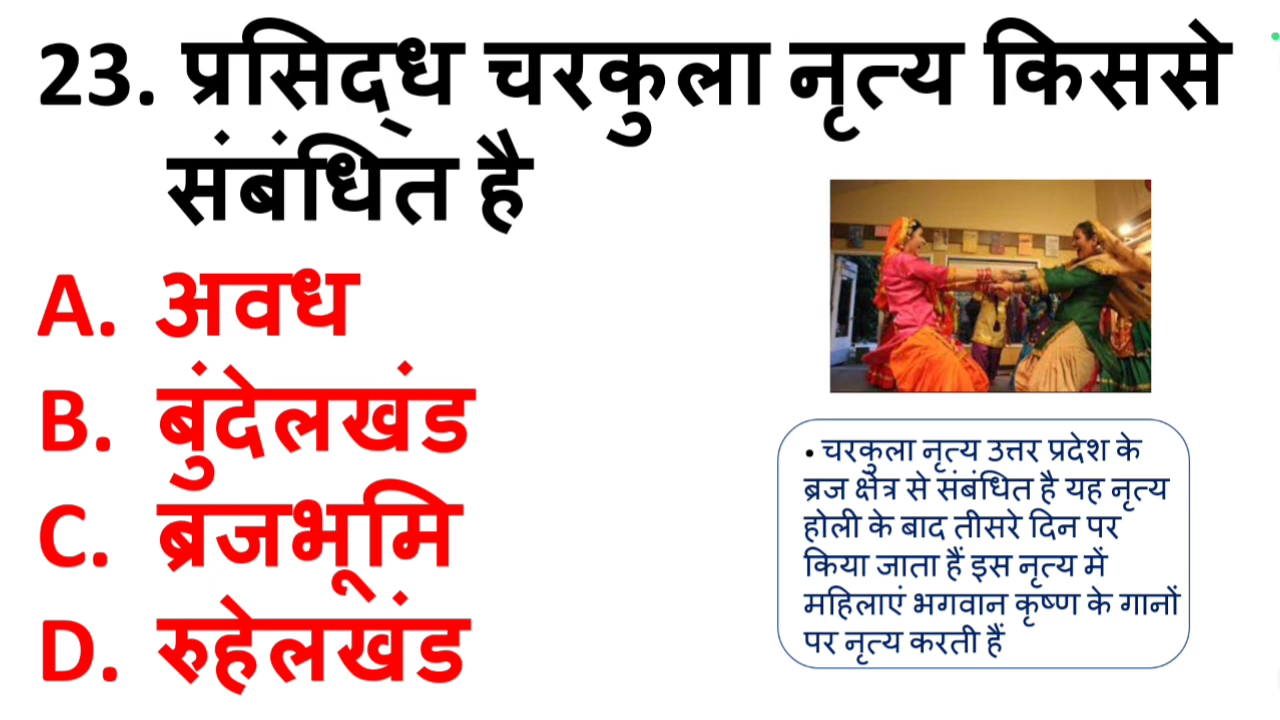 23. प्रसिद्ध चरकुला नृत्य किससे
संबंधित है
A. अवध
B. बुंदेलखंड
C. ब्रजभूमि
D. रुहेलखंड
• चरकुला नृत्य उत्तर प्रदेश के
ब्रज क्षेत्र से संबंधित है यह नृत्य
होली के बाद तीसरे दिन पर
किया जाता हैं इस नृत्य में
महिलाएं भगवान कृष्ण के गानों
पर नृत्य करती हैं